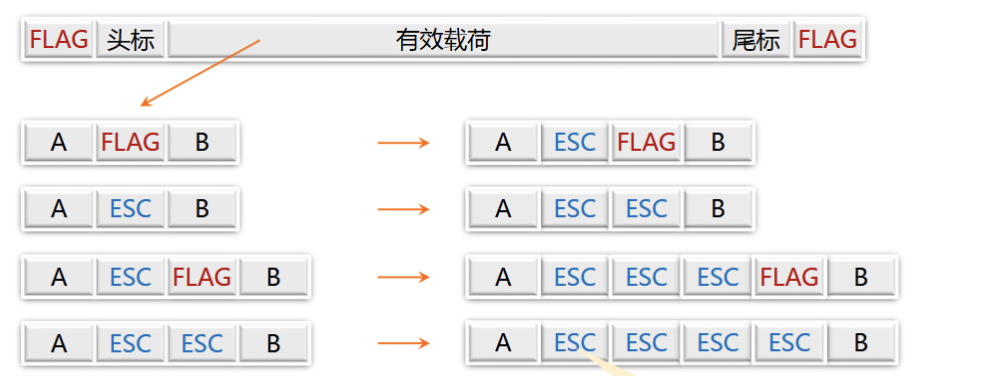 FLAG 头标 有效载荷 尾标 FLAG
A FLAG B A ESC FLAG B
A ESC B A ESC ESC B
A ESC FLAG B A ESC ESC ESC FLAG B
A ESC ESC B A ESC ESC ESC ESC B